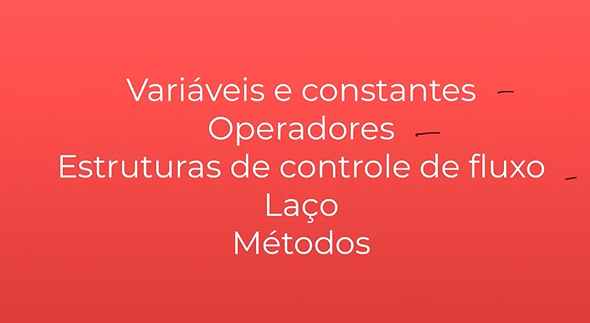 Variáveis e constantes
Operadores
Estruturas de controle de fluxo
Laço
Métodos